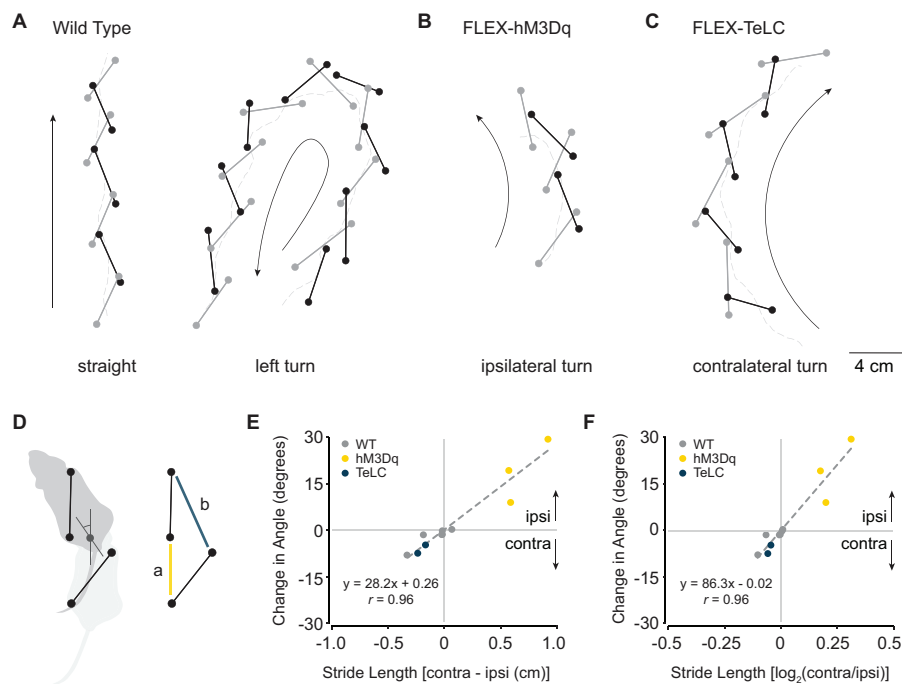 A Wild Type
B FLEX-hM3Dq
C FLEX-TeLC
straight
left turn
ipsilateral turn
contralateral turn
4 cm
D
a
b
E
Change in Angle (degrees)
30
15
0
-15
-30
WT
hM3Dq
TeLC
ipsi
contra
y = 28.2x + 0.26
r = 0.96
-1.0 -0.5 0 0.5 1.0
Stride Length [contra - ipsi (cm)]
F
Change in Angle (degrees)
30
15
0
-15
-30
WT
hM3Dq
TeLC
ipsi
contra
y = 86.3x - 0.02
r = 0.96
-0.5 -0.25 0 0.25 0.5
Stride Length [log₂(contra/ipsi)]